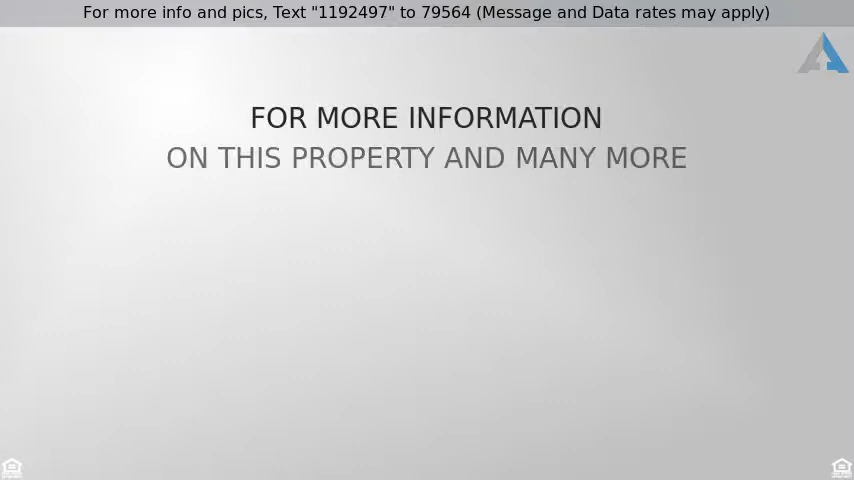 For more info and pics, Text "1192497" to 79564 (Message and Data rates may apply)
FOR MORE INFORMATION
ON THIS PROPERTY AND MANY MORE